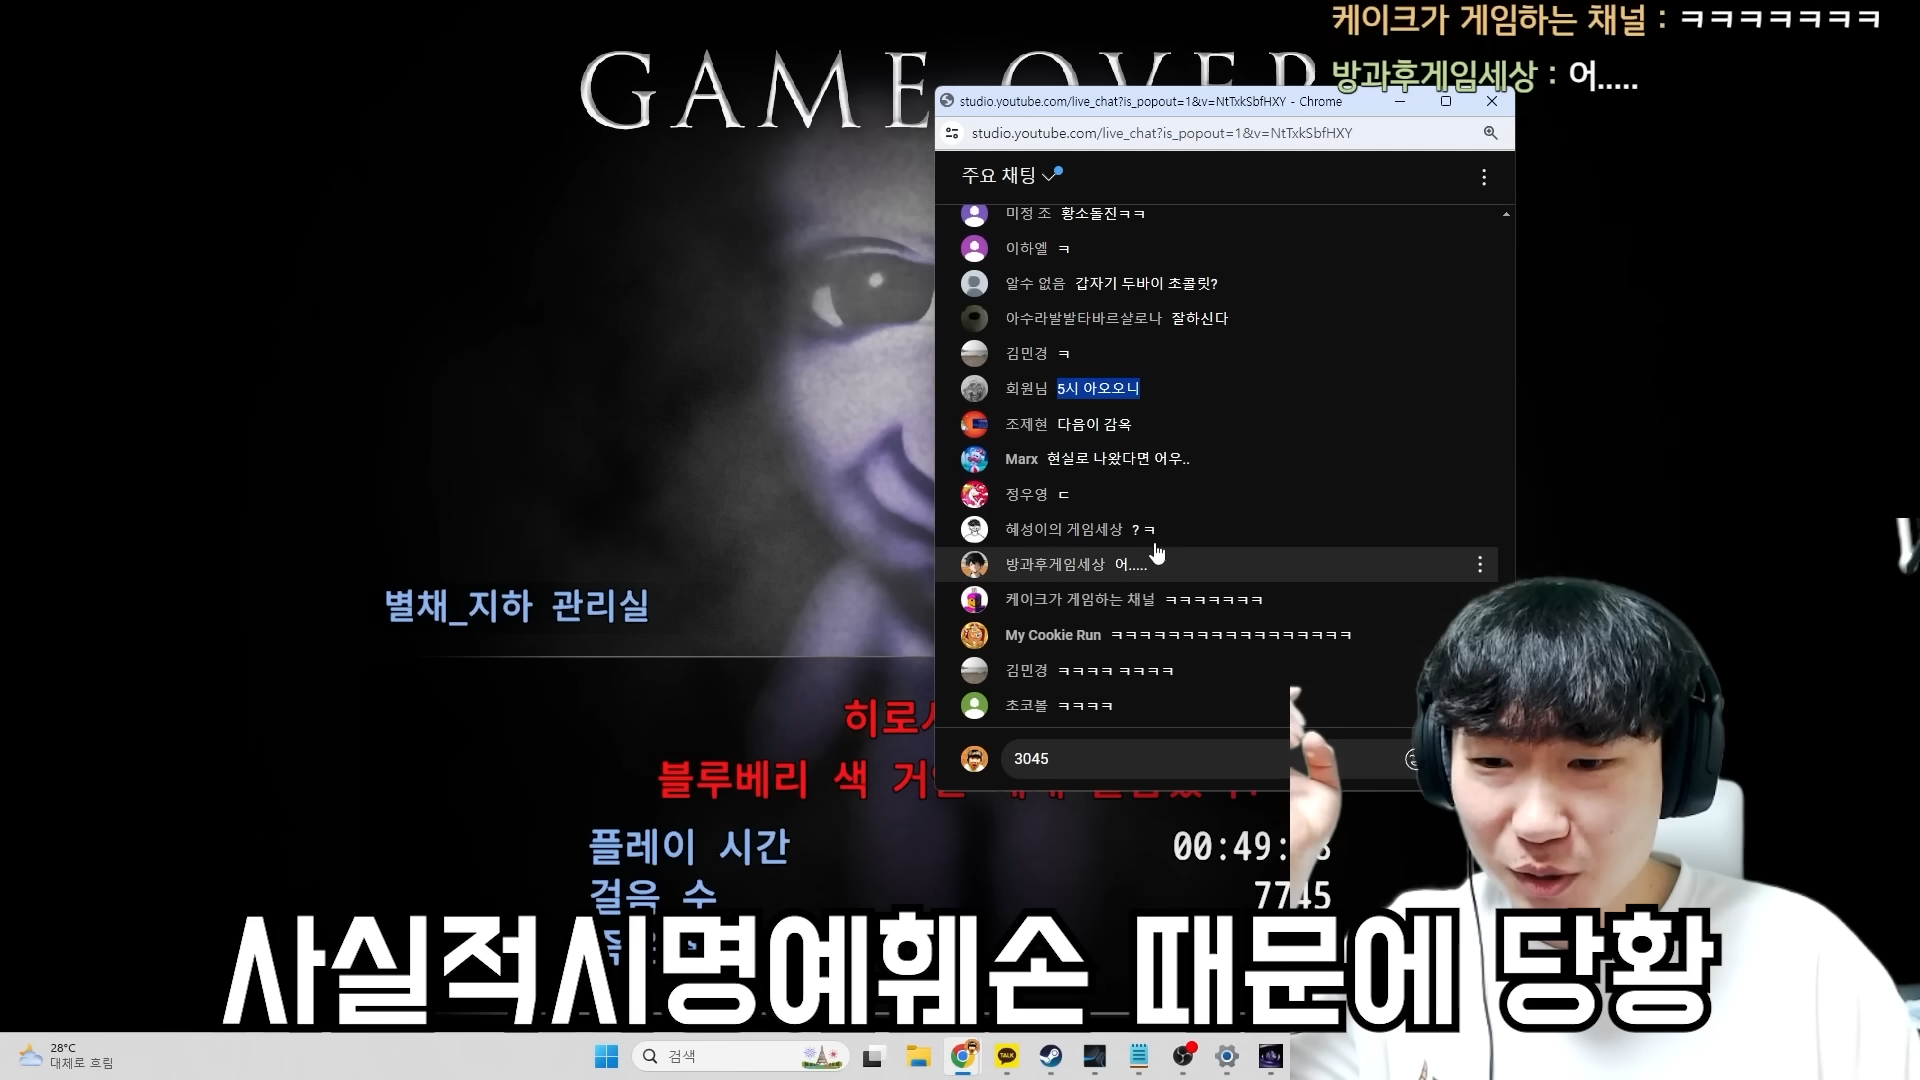 케이크가 게임하는 채널 : ㅋㅋㅋㅋㅋㅋㅋ
방과후게임세상 : 어.....
GAME OVER
studio.youtube.com/live_chat?is_popout=1&v=NtTxkSbfHXY - Chrome
studio.youtube.com/live_chat?is_popout=1&v=NtTxkSbfHXY
주요 채팅
미정 조 황소돌진ㅋㅋ
이하엘 ㅋ
알수 없음 갑자기 두바이 초콜릿?
아수라발발타바르샬로나 잘하신다
김민경 ㅋ
회원님 5시 아오오니
조제현 다음이 감옥
Marx 현실로 나왔다면 어우..
정우영 ㄷ
혜성이의 게임세상 ? ㅋ
방과후게임세상 어.....
케이크가 게임하는 채널 ㅋㅋㅋㅋㅋㅋㅋ
My Cookie Run ㅋㅋㅋㅋㅋㅋㅋㅋㅋㅋㅋㅋㅋㅋㅋㅋㅋ
김민경 ㅋㅋㅋㅋ ㅋㅋㅋㅋ
초코볼 ㅋㅋㅋㅋ
3045
별채_지하 관리실
히로
블루베리 색
플레이 시간 00:49:
걸음 수 7745
사실적시명예훼손 때문에 당황
28°C
대체로 흐림
검색
TALK